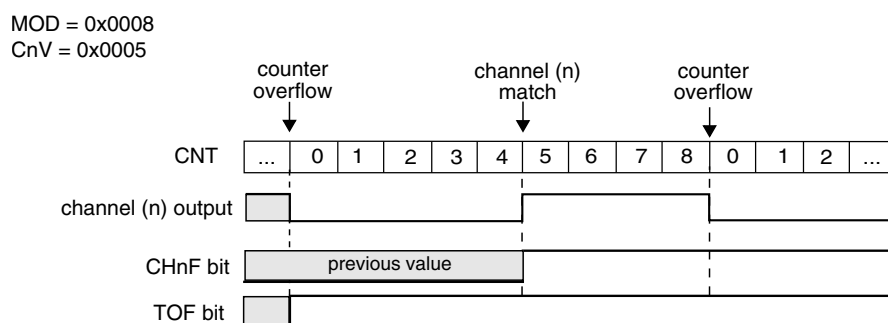 MOD = 0x0008
CnV = 0x0005
counter
overflow
channel (n)
match
counter
overflow
CNT ... 0 1 2 3 4 5 6 7 8 0 1 2 ...
channel (n) output
CHnF bit previous value
TOF bit